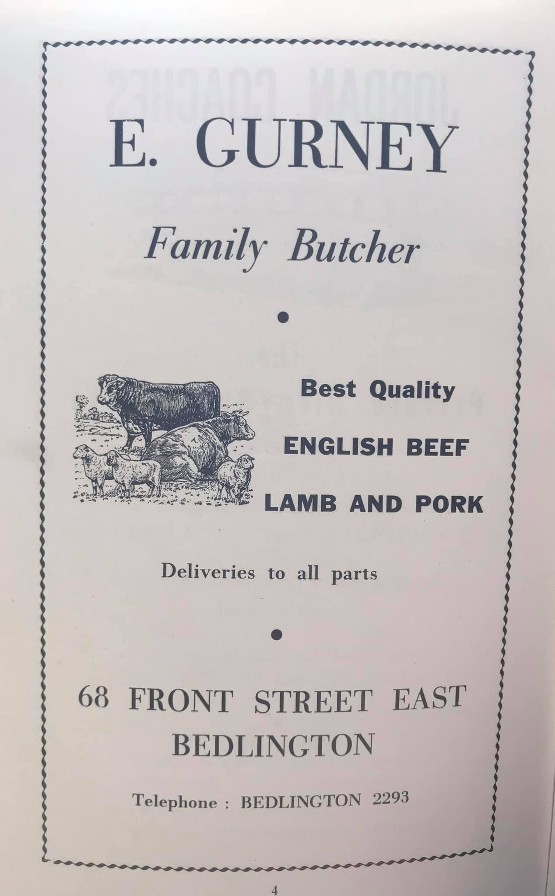 E. GURNEY
Family Butcher
Best Quality
ENGLISH BEEF
LAMB AND PORK
Deliveries to all parts
68 FRONT STREET EAST
BEDLINGTON
Telephone : BEDLINGTON 2293
4